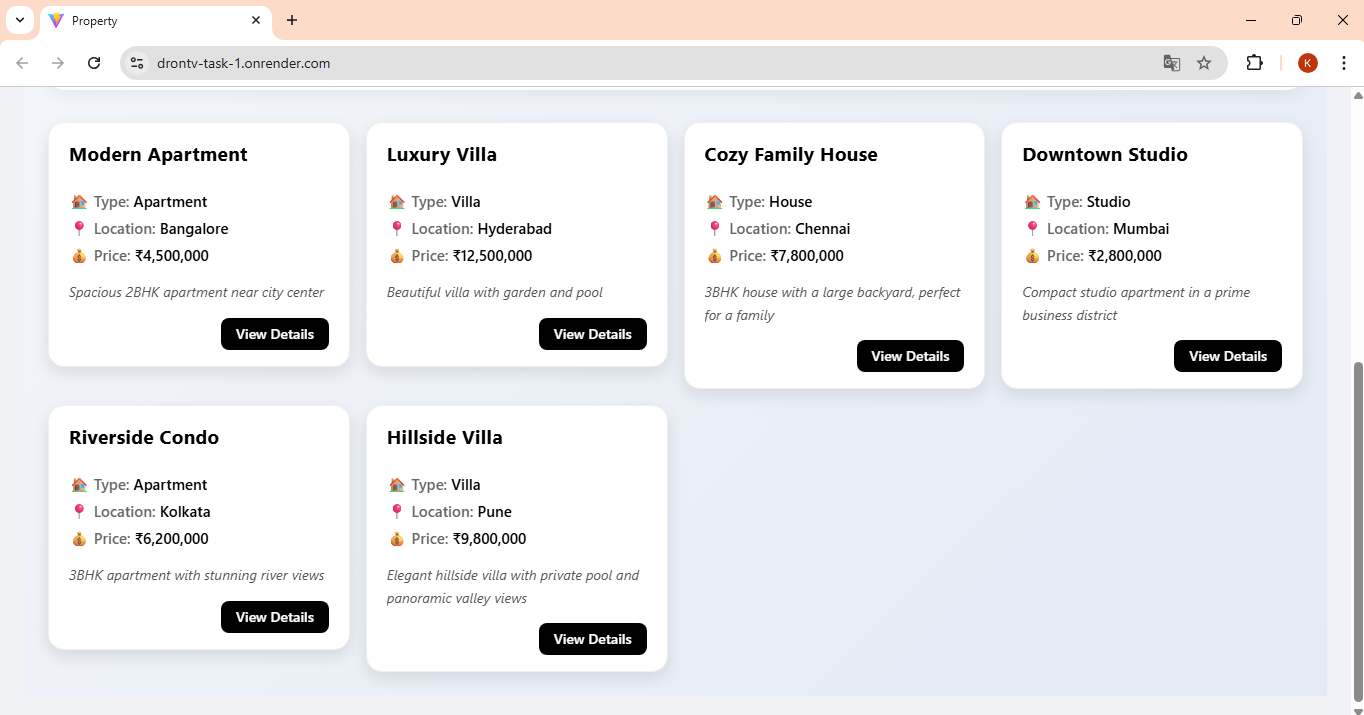 Property
drontv-task-1.onrender.com
K
Modern Apartment
Type: Apartment
Location: Bangalore
Price: ₹4,500,000
Spacious 2BHK apartment near city center
View Details
Luxury Villa
Type: Villa
Location: Hyderabad
Price: ₹12,500,000
Beautiful villa with garden and pool
View Details
Cozy Family House
Type: House
Location: Chennai
Price: ₹7,800,000
3BHK house with a large backyard, perfect
for a family
View Details
Downtown Studio
Type: Studio
Location: Mumbai
Price: ₹2,800,000
Compact studio apartment in a prime
business district
View Details
Riverside Condo
Type: Apartment
Location: Kolkata
Price: ₹6,200,000
3BHK apartment with stunning river views
View Details
Hillside Villa
Type: Villa
Location: Pune
Price: ₹9,800,000
Elegant hillside villa with private pool and
panoramic valley views
View Details